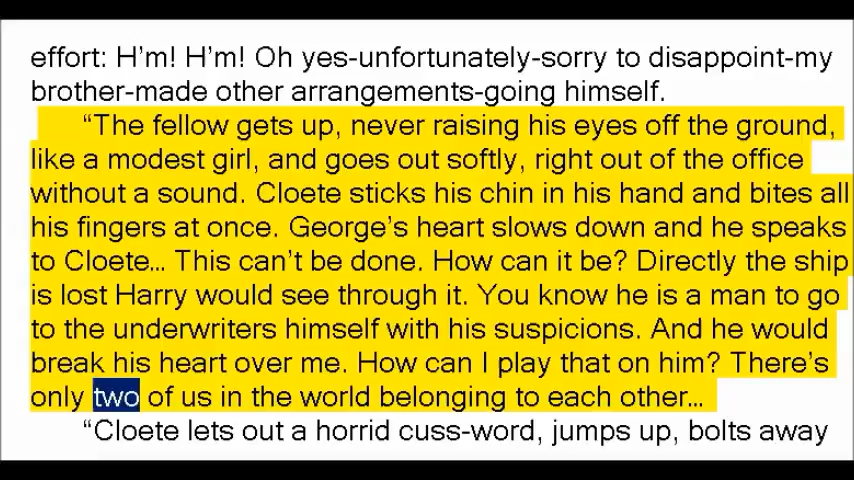 effort: H’m! H’m! Oh yes-unfortunately-sorry to disappoint-my
brother-made other arrangements-going himself.
“The fellow gets up, never raising his eyes off the ground,
like a modest girl, and goes out softly, right out of the office
without a sound. Cloete sticks his chin in his hand and bites all
his fingers at once. George’s heart slows down and he speaks
to Cloete… This can’t be done. How can it be? Directly the ship
is lost Harry would see through it. You know he is a man to go
to the underwriters himself with his suspicions. And he would
break his heart over me. How can I play that on him? There’s
only two of us in the world belonging to each other…
“Cloete lets out a horrid cuss-word, jumps up, bolts away